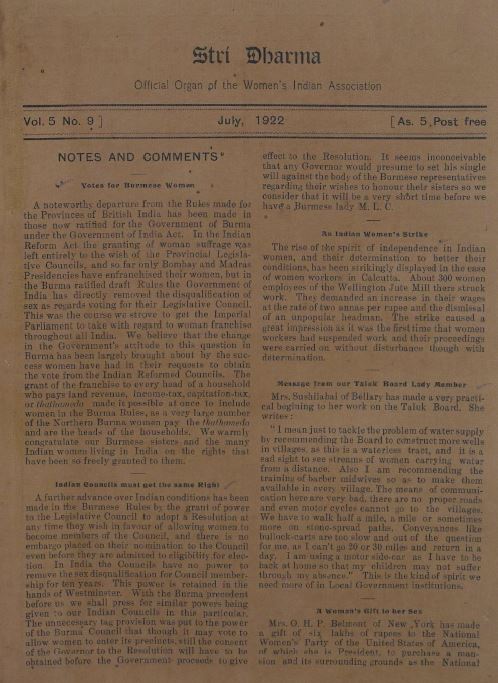 Stri Dharma
Official Organ of the Women's Indian Association
Vol. 5 No. 9 ]
July, 1922
[ As. 5, Post free
NOTES AND COMMENTS
Votes for Burmese Women
A noteworthy departure from the Rules made for
the Provinces of British India has been made in
those now ratified for the Government of Burma
under the Government of India Act. In the Indian
Reform Act the granting of woman suffrage was
left entirely to the wish of the Provincial Legisla-
tive Councils, and so far only Bombay and Madras
Presidencies have enfranchised their women, but in
the Burma ratified draft Rules the Government of
India has directly removed the disqualification of
sex as regards voting for their Legislative Council.
This was the course we strove to get the Imperial
Parliament to take with regard to woman franchise
throughout all India. We believe that the change
in the Government's attitude to this question in
Burma has been largely brought about by the suc-
cess women have had in their requests to obtain
the vote from the Indian Reformed Councils. The
grant of the franchise to every head of a household
who pays land revenue, income-tax, capitation-tax,
or thathameda made it possible at once to include
women in the Burma Rules, as a very large number
of the Northern Burma women pay the thathameda
and are the heads of the households. We warmly
congratulate our Burmese sisters and the many
Indian women living in India on the rights that
have been so freely granted to them.
Indian Councils must get the same Right
A further advance over Indian conditions has been
made in the Burmese Rules by the grant of power
to the Legislative Council to adopt a Resolution at
any time they wish in favour of allowing women to
become members of the Council, and there is no
embargo placed on their nomination to the Council
even before they are admitted to eligibility for elec-
tion. In India the Councils have no power to
remove the sex disqualification for Council member-
ship for ten years. This power is retained in the
hands of Westminster. With the Burma precedent
before us we shall press for similar powers being
given to our Indian Councils in this particular.
The unnecessary tag provision was put to the power
of the Burma Council that though it may vote to
allow women to enter its precincts, still the consent
of the Governor to the Resolution will have to be
obtained before the Government proceeds to give
effect to the Resolution. It seems inconceivable
that any Governor would presume to set his single
will against the body of the Burmese representatives
regarding their wishes to honour their sisters so we
consider that it will be a very short time before we
have a Burmese lady M. L. C.
An Indian Women's Strike
The rise of the spirit of independence in Indian
women, and their determination to better their
conditions, has been strikingly displayed in the case
of women workers in Calcutta. About 300 women
employees of the Wellington Jute Mill there struck
work. They demanded an increase in their wages
at the rate of two annas per rupee and the dismissal
of an unpopular headman. The strike caused a
great impression as it was the first time that women
workers had suspended work and their proceedings
were carried on without disturbance though with
determination.
Message from our Taluk Board Lady Member
Mrs. Sushilabai of Bellary has made a very practi-
cal begining to her work on the Taluk Board. She
writes:
" I mean just to tackle the problem of water supply
by recommending the Board to construct more wells
in villages, as this is a waterless tract, and it is a
sad sight to see streams of women carrying water
from a distance. Also I am recommending the
training of barber midwives so as to make them
available in every village. The means of communi-
cation here are very bad, there are no proper roads
and even motor cycles cannot go to the villages.
We have to walk half a mile, a mile or sometimes
more on stone-spread paths. Conveyances like
bullock-carts are too slow and out of the question
for me, as I can't go 20 or 30 miles and return in a
day. I am using a motor side-car as I have to be
back at home so that my children may not suffer
through my absence." This is the kind of spirit we
need more of in Local Government institutions.
A Woman's Gift to her Sex
Mrs. O. H. P. Belmont of New York has made
a gift of six lakhs of rupees to the National
Women's Party of the United States of America,
of which she is President, to purchase a man-
sion and its surrounding grounds as the National